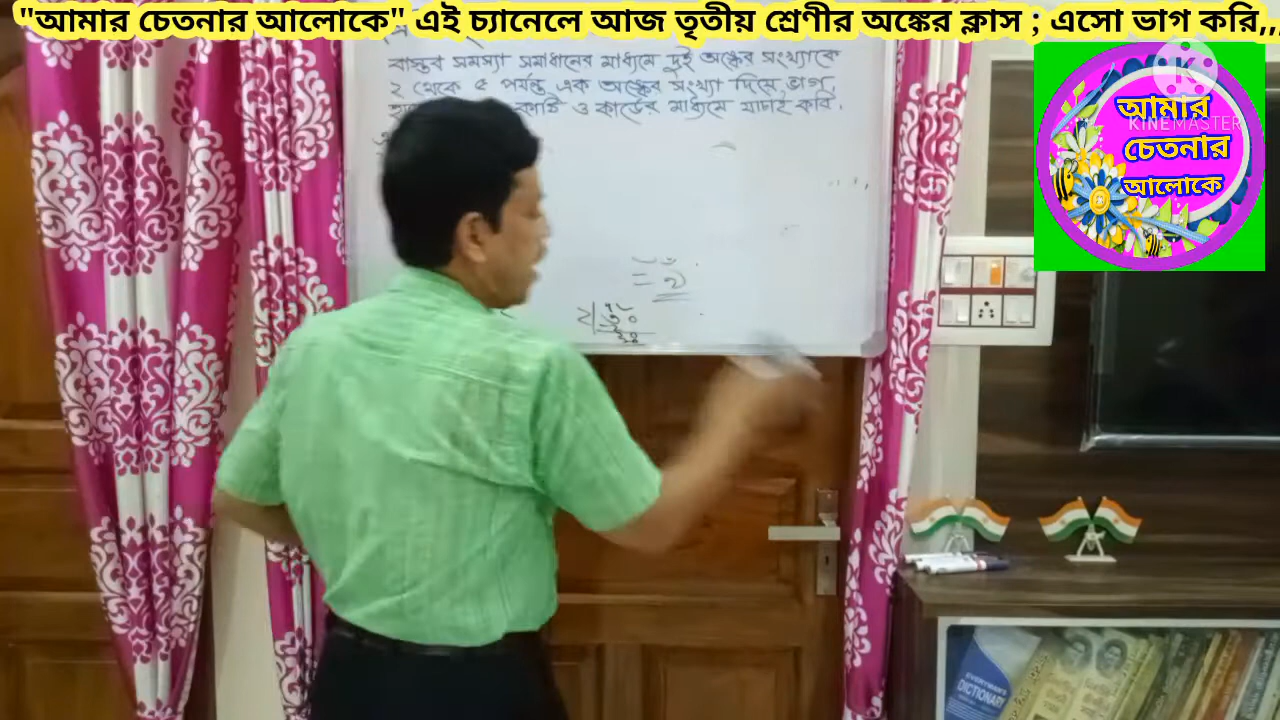 "আমার চেতনার আলোকে" এই চ্যানেলে আজ তৃতীয় শ্রেণীর অঙ্কের ক্লাস ; এসো ভাগ করি,,,
বাস্তব সমস্যা সমাধানের মাধ্যমে দুই অঙ্কের সংখ্যাকে
২ থেকে ৫ পর্যন্ত এক অঙ্কের সংখ্যা দিয়ে ভাগ
ও কার্ডের মাধ্যমে যাচাই করি।
আমার
KINEMASTER
চেতনার
আলোকে
EVERYMAN'S
DICTIONARY